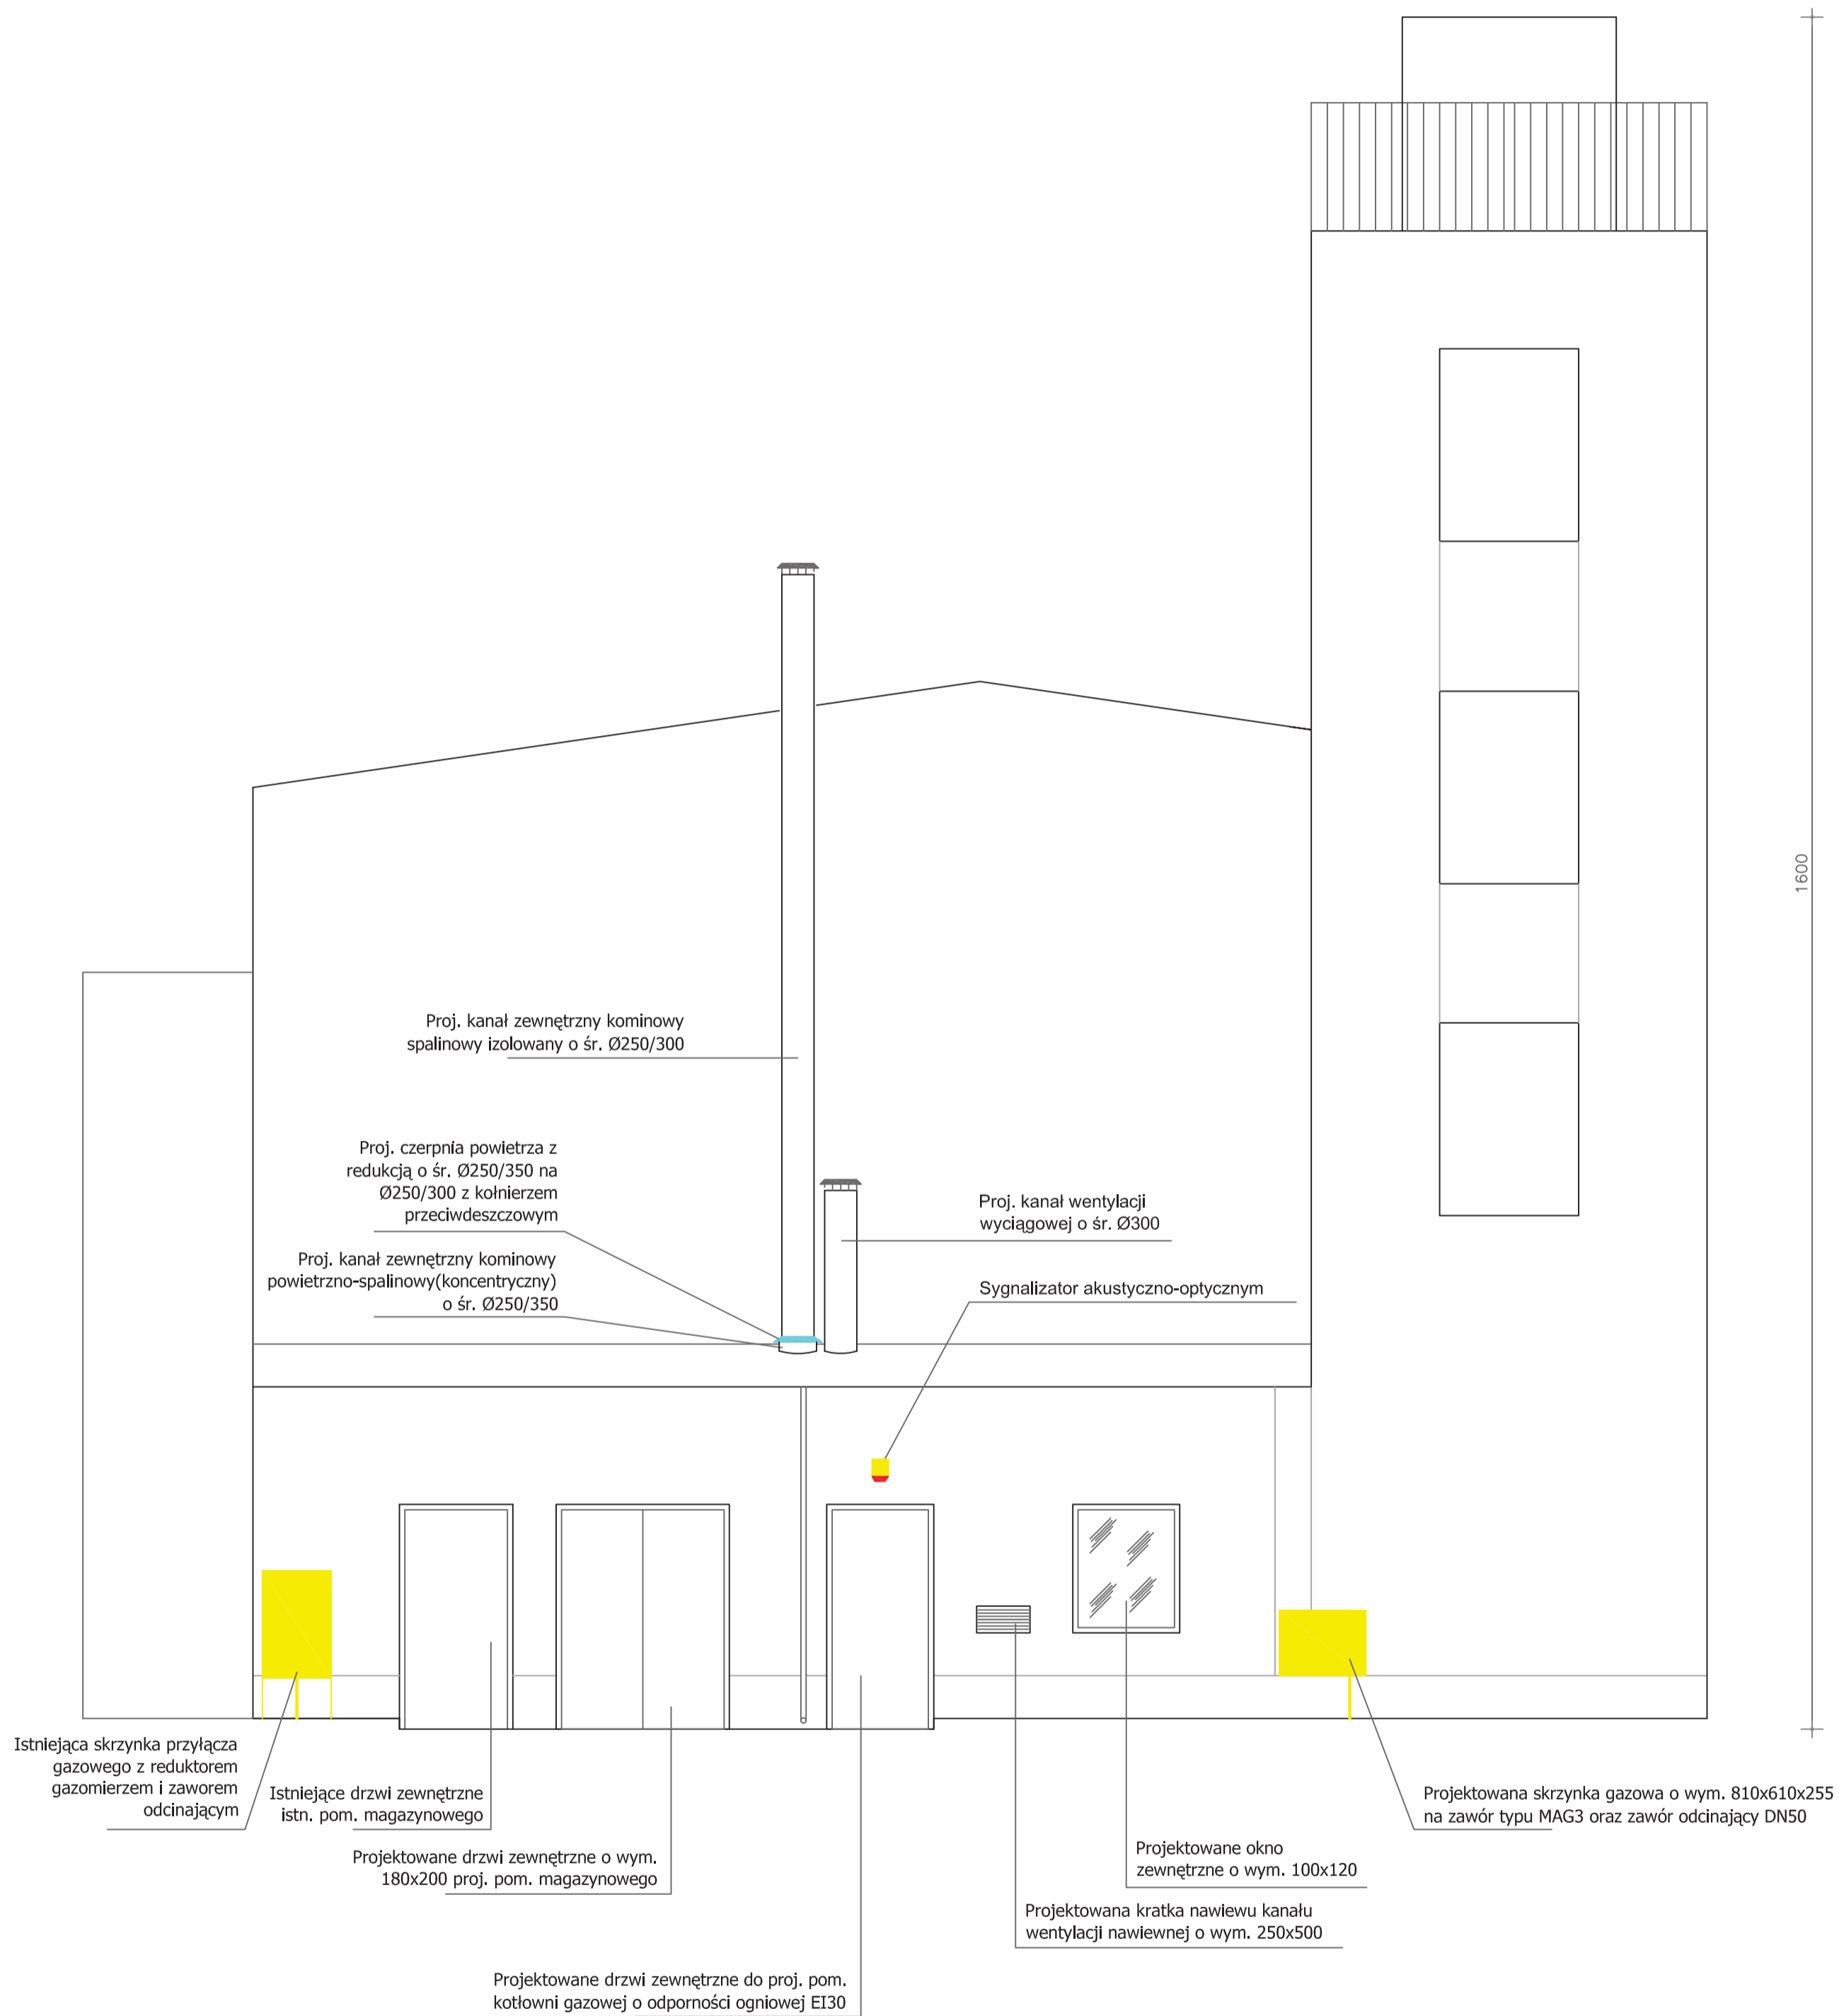 1600
Proj. kanał zewnętrzny kominowy
spalinowy izolowany o śr. Ø250/300
Proj. czerpnia powietrza z
redukcją o śr. Ø250/350 na
Ø250/300 z kołnierzem
przeciwdeszczowym
Proj. kanał wentylacji
wyciągowej o śr. Ø300
Proj. kanał zewnętrzny kominowy
powietrzno-spalinowy(koncentryczny)
o śr. Ø250/350
Sygnalizator akustyczno-optycznym
Istniejąca skrzynka przyłącza
gazowego z reduktorem
gazomierzem i zaworem
odcinającym
Istniejące drzwi zewnętrzne
istn. pom. magazynowego
Projektowana skrzynka gazowa o wym. 810x610x255
na zawór typu MAG3 oraz zawór odcinający DN50
Projektowane drzwi zewnętrzne o wym.
180x200 proj. pom. magazynowego
Projektowane okno
zewnętrzne o wym. 100x120
Projektowana kratka nawiewu kanału
wentylacji nawiewnej o wym. 250x500
Projektowane drzwi zewnętrzne do proj. pom.
kotłowni gazowej o odporności ogniowej EI30